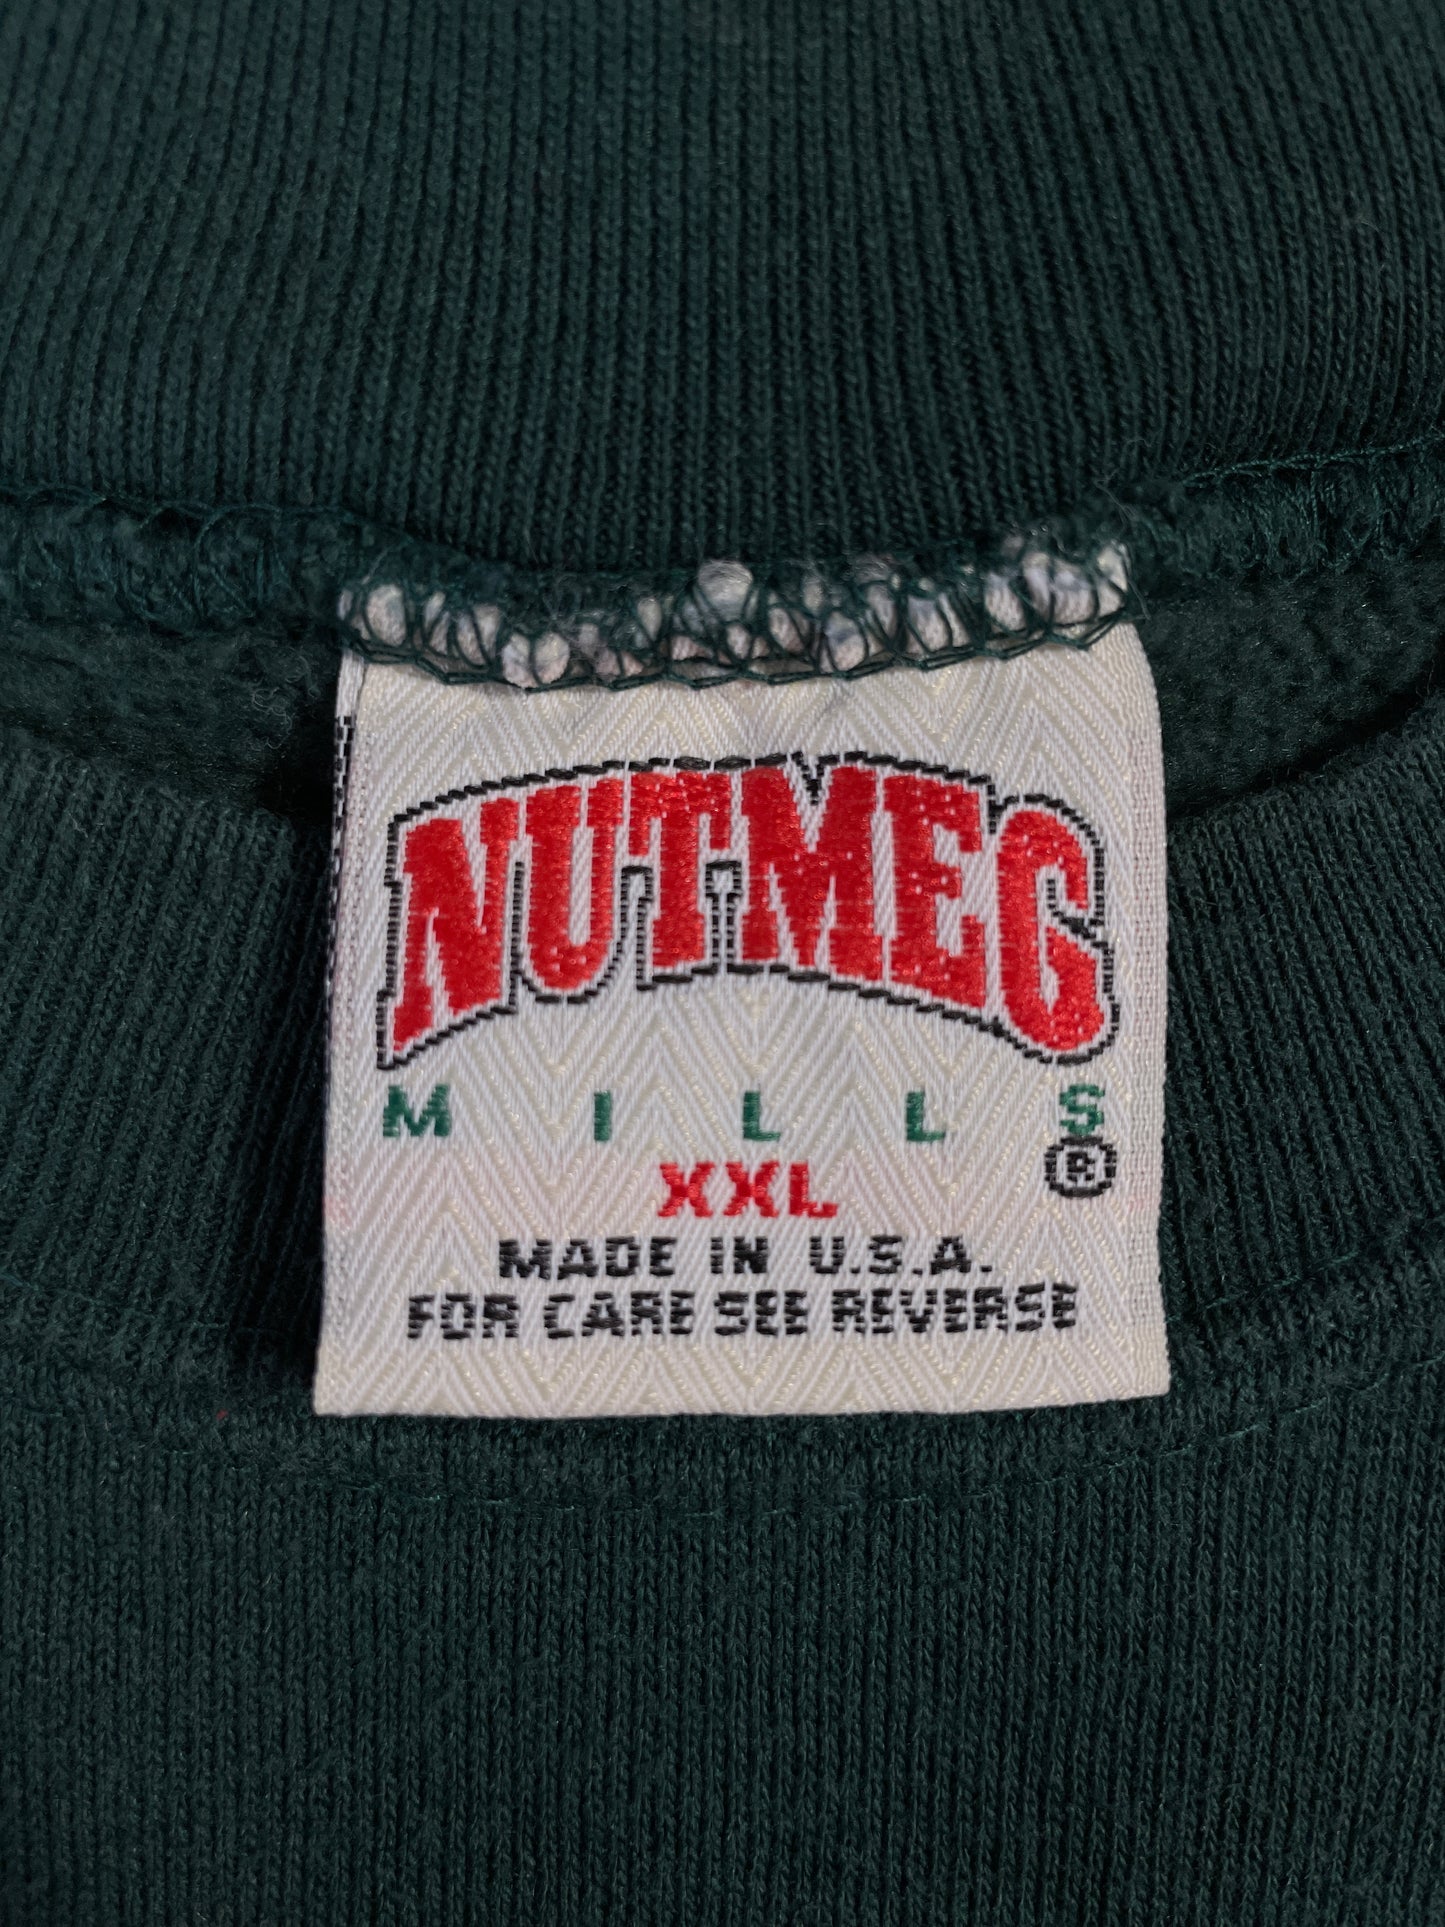 NUTMEG
MILLS
®
XXL
MADE IN U.S.A.
FOR CARE SEE REVERSE